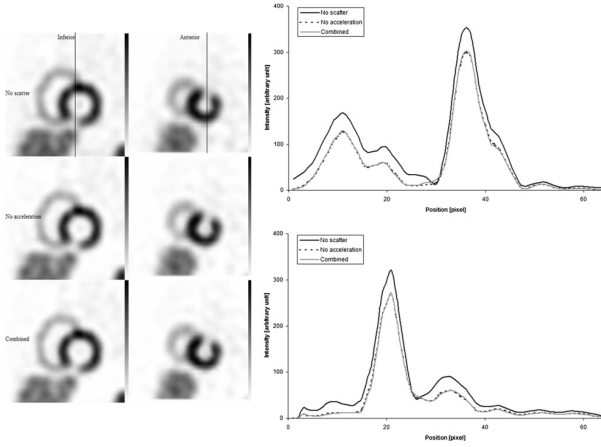 Inferior
Anterior
No scatter
No acceleration
Combined
No scatter
No acceleration
Combined
Intensity [arbitrary unit]
400
300
200
100
0
0
20
40
60
Position [pixel]
No scatter
No acceleration
Combined
Intensity [arbitrary unit]
400
300
200
100
0
0
20
40
60
Position [pixel]